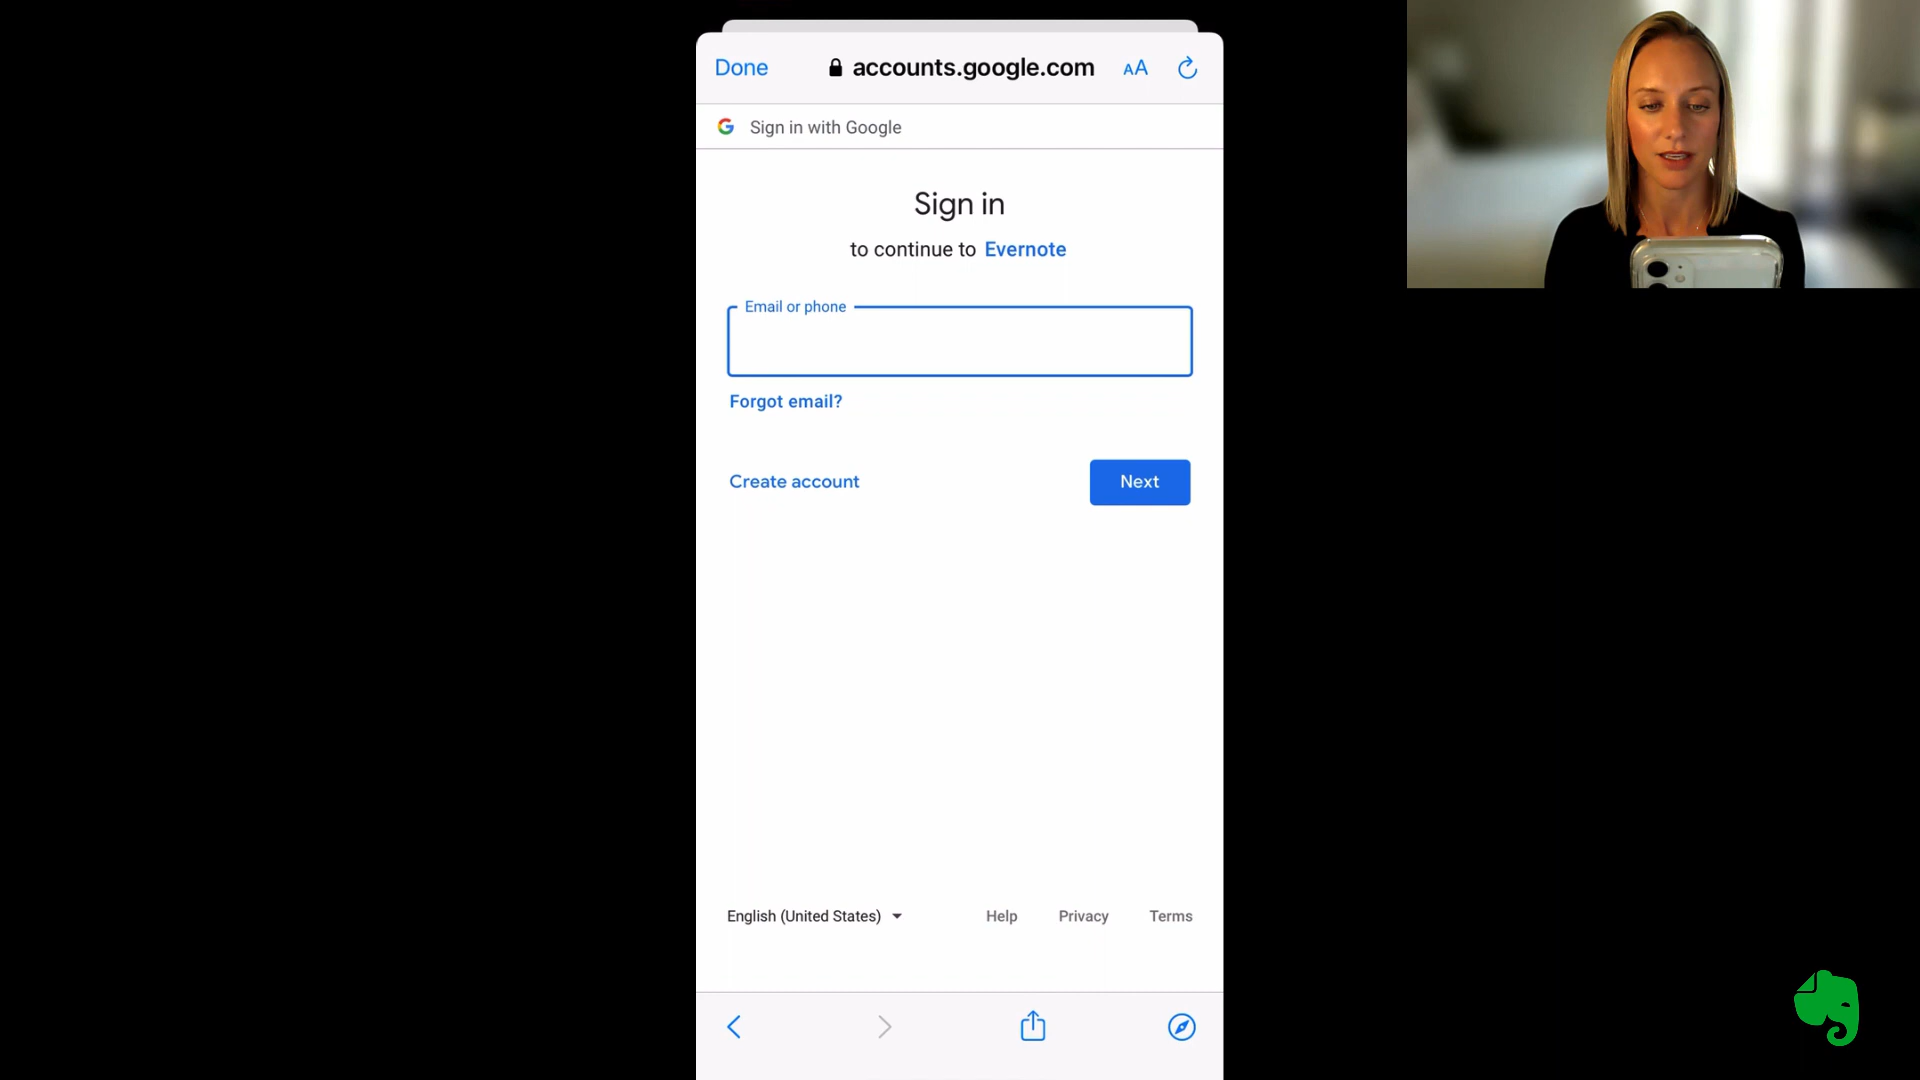 Done accounts.google.com AA
Sign in with Google
Sign in
to continue to Evernote
Email or phone
Forgot email?
Create account Next
English (United States) Help Privacy Terms